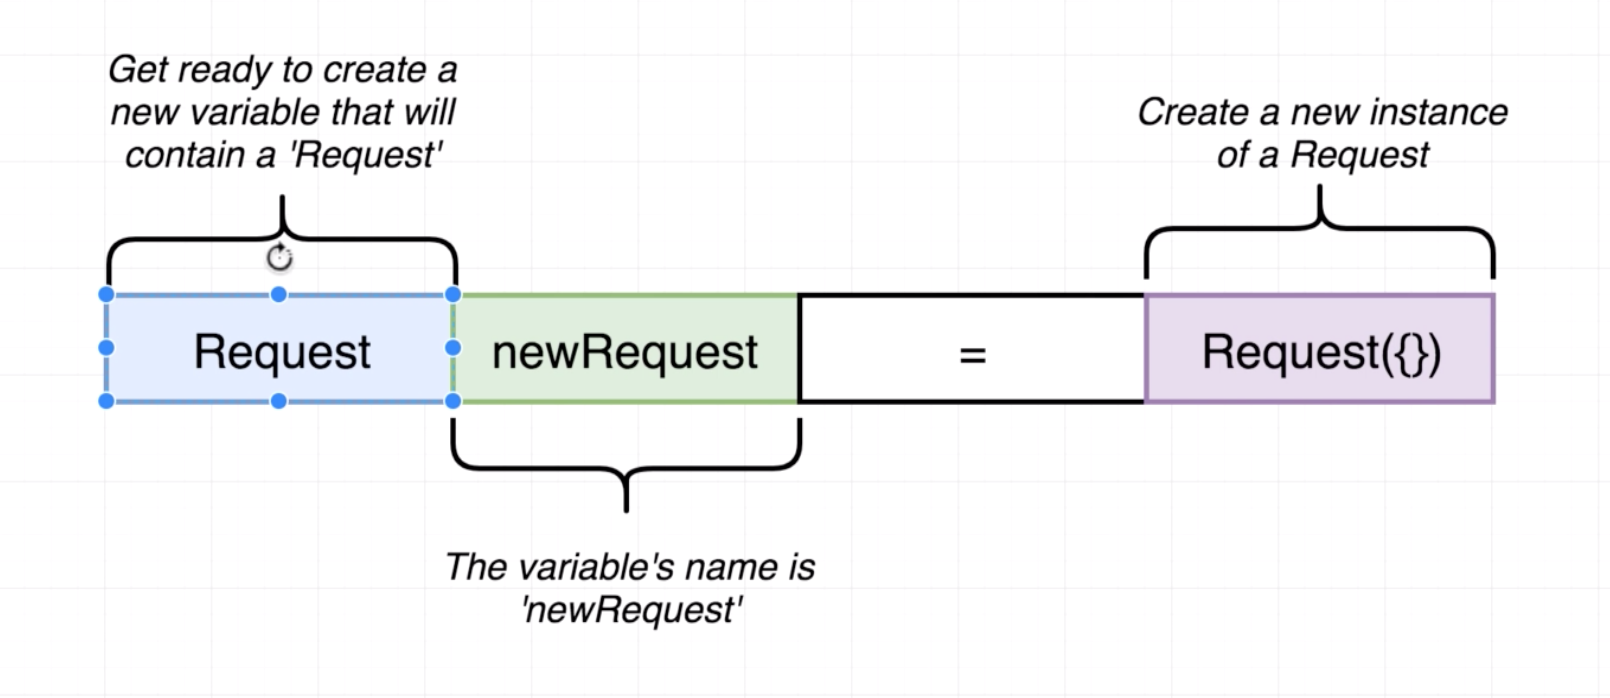 Get ready to create a
new variable that will
contain a 'Request'
Create a new instance
of a Request
Request newRequest = Request({})
The variable's name is
'newRequest'